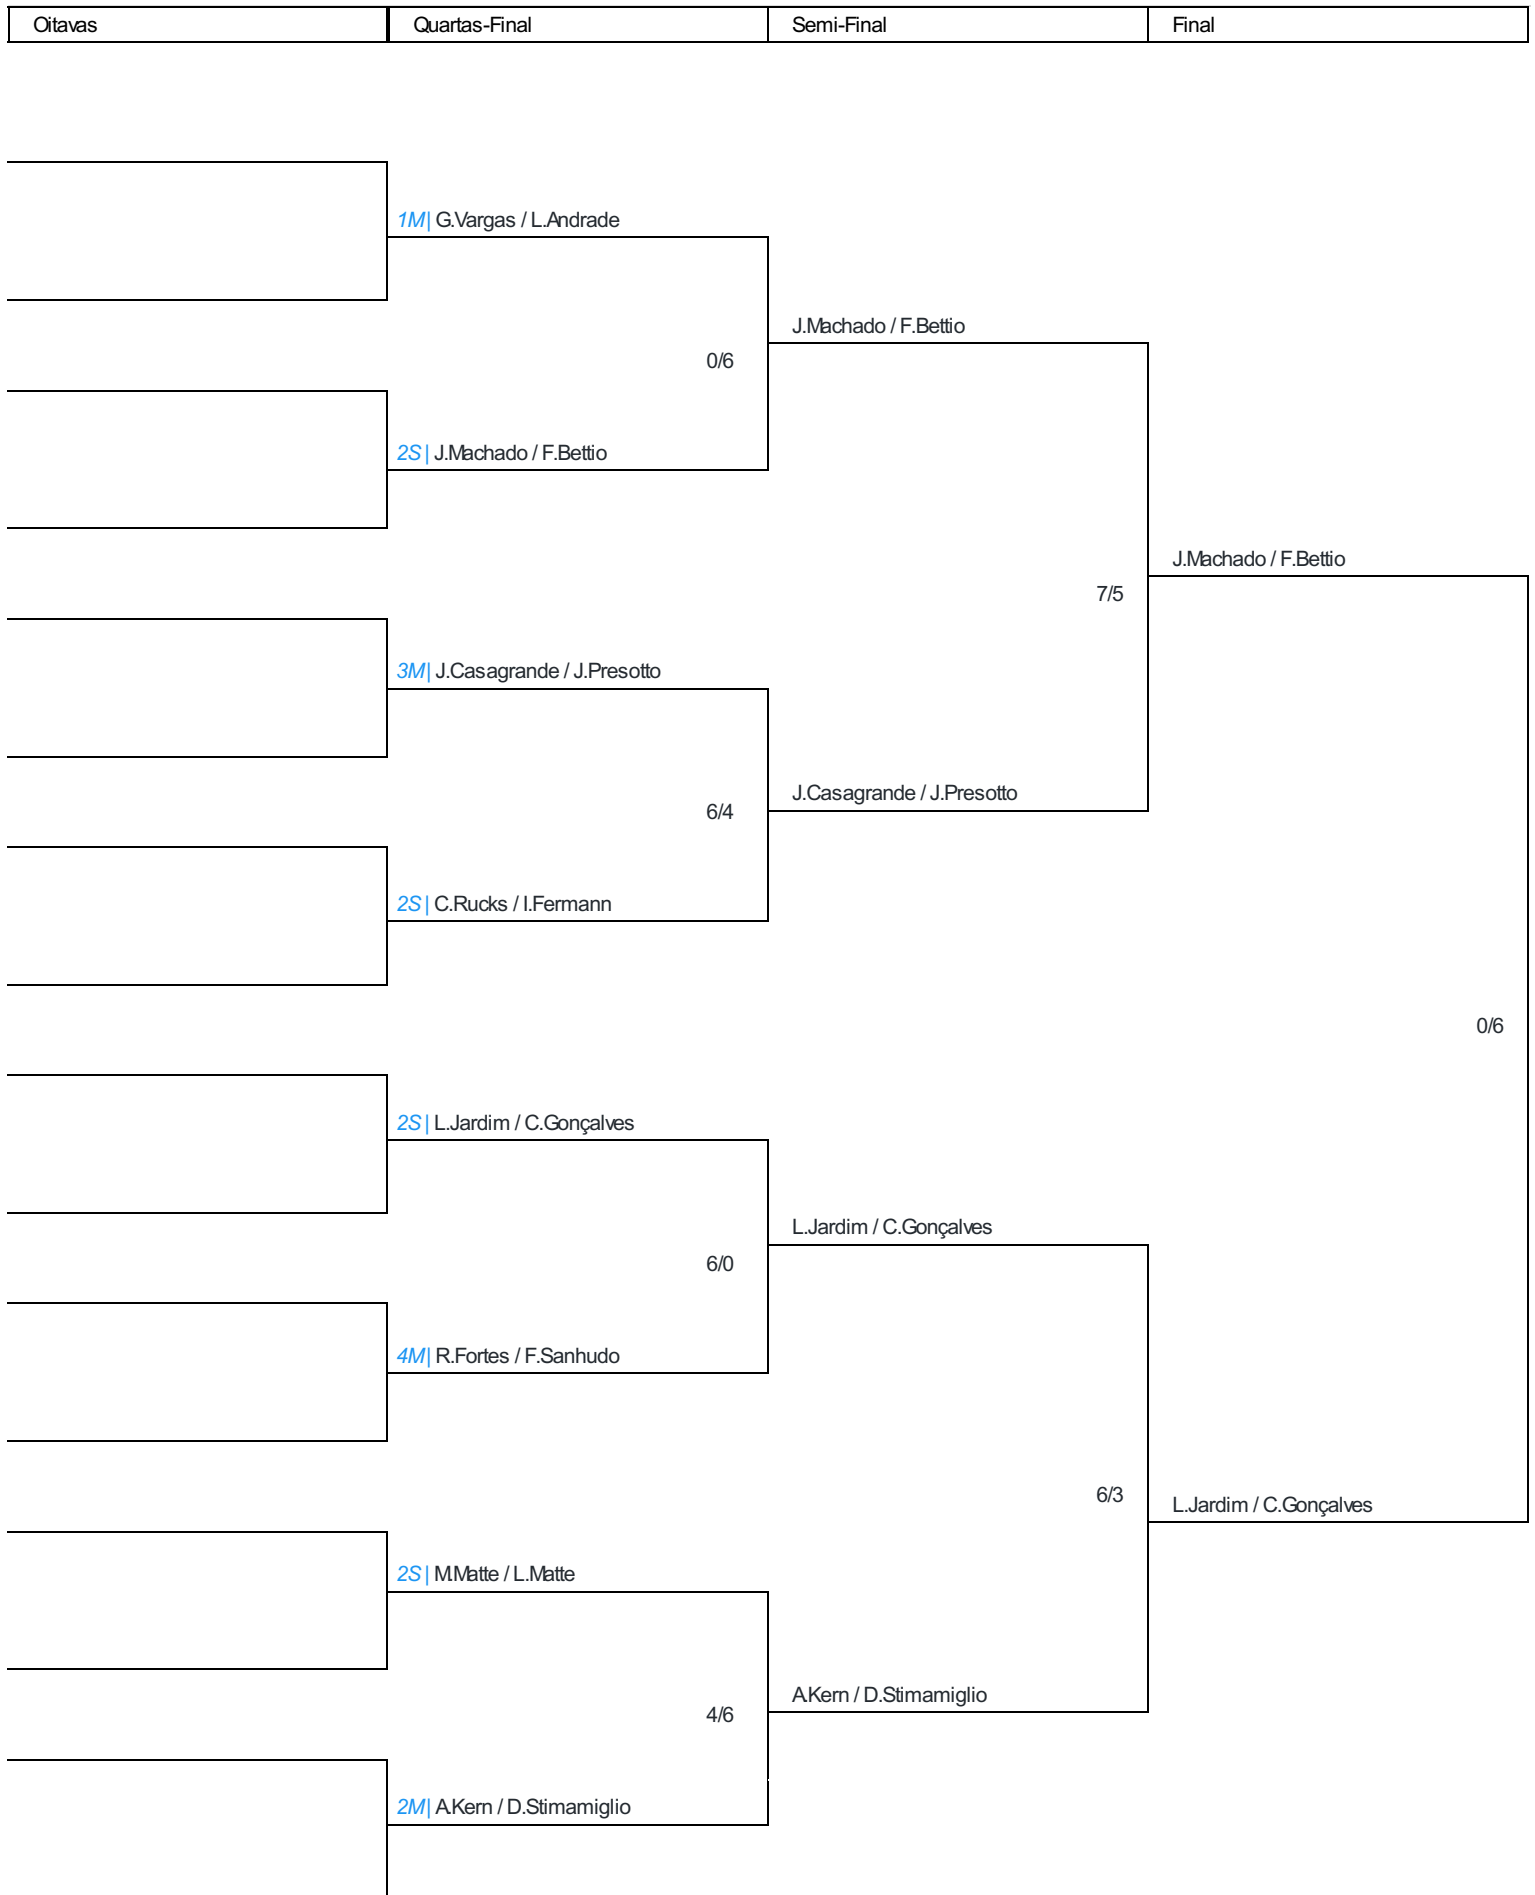 Oitavas Quartas-Final Semi-Final Final
1M| G.Vargas / L.Andrade
J.Machado / F.Bettio
0/6
2S| J.Machado / F.Bettio
J.Machado / F.Bettio
7/5
3M| J.Casagrande / J.Presotto
J.Casagrande / J.Presotto
6/4
2S| C.Rucks / I.Fermann
0/6
2S| L.Jardim / C.Gonçalves
L.Jardim / C.Gonçalves
6/0
4M| R.Fortes / F.Sanhudo
6/3
L.Jardim / C.Gonçalves
2S| M.Matte / L.Matte
A.Kern / D.Stimamiglio
4/6
2M| A.Kern / D.Stimamiglio